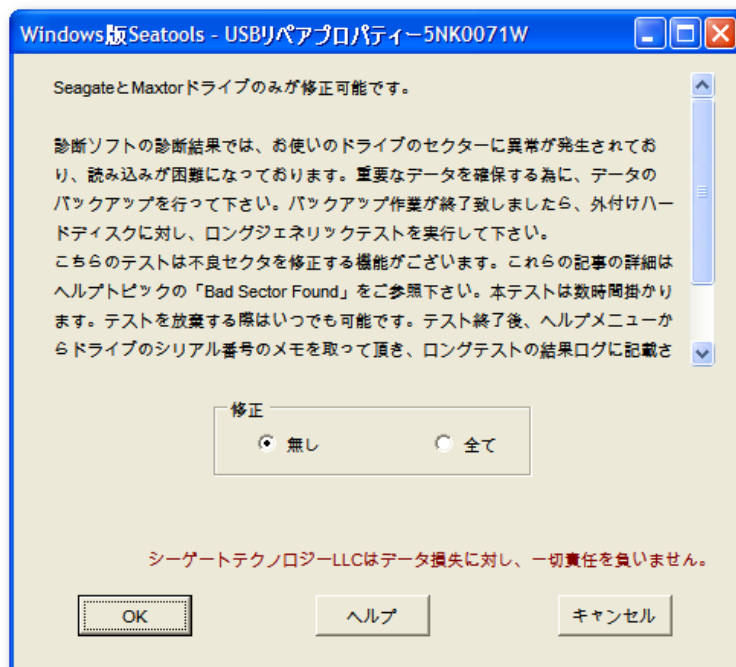 Windows版Seatools - USBリペアプロパティー5NK0071W
SeagateとMaxtorドライブのみが修正可能です。
診断ソフトの診断結果では、お使いのドライブのセクターに異常が発生されてお
り、読み込みが困難になっております。重要なデータを確保する為に、データの
バックアップを行って下さい。バックアップ作業が終了致しましたら、外付けハー
ドディスクに対し、ロングジェネリックテストを実行して下さい。
こちらのテストは不良セクタを修正する機能がございます。これらの記事の詳細は
ヘルプトピックの「Bad Sector Found」をご参照下さい。本テストは数時間掛かり
ます。テストを放棄する際はいつでも可能です。テスト終了後、ヘルプメニューか
らドライブのシリアル番号のメモを取って頂き、ロングテストの結果ログに記載さ
修正
無し 全て
シーゲートテクノロジーLLCはデータ損失に対し、一切責任を負いません。
OK ヘルプ キャンセル